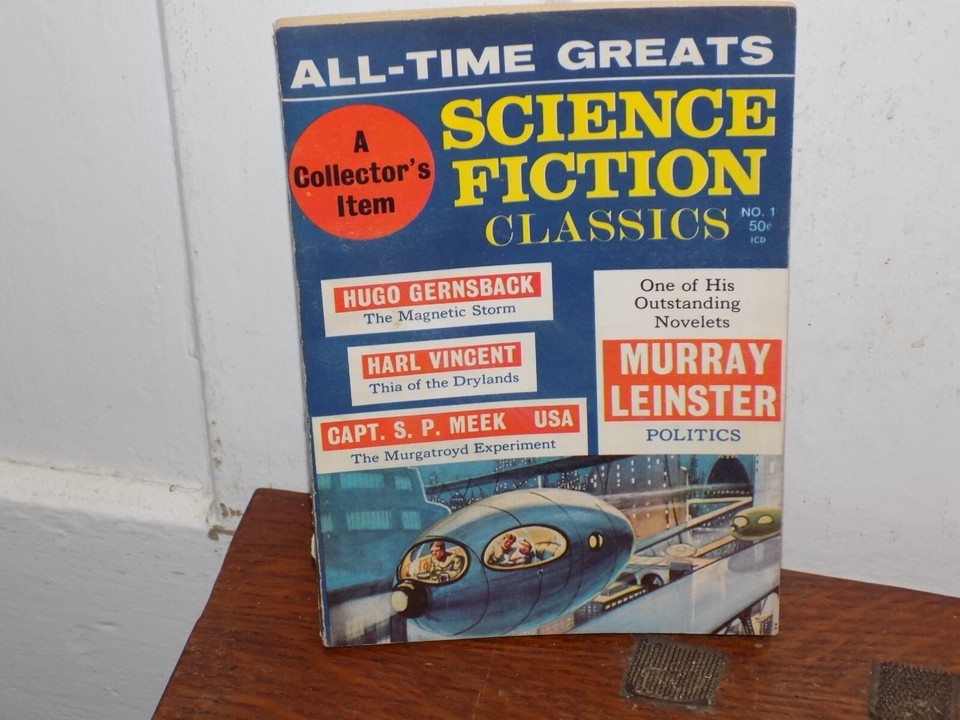 ALL-TIME GREATS
A
Collector's
Item
SCIENCE
FICTION
CLASSICS
NO. 1
50¢
ICD
HUGO GERNSBACK
The Magnetic Storm
HARL VINCENT
Thia of the Drylands
CAPT. S. P. MEEK USA
The Murgatroyd Experiment
One of His
Outstanding
Novelets
MURRAY
LEINSTER
POLITICS